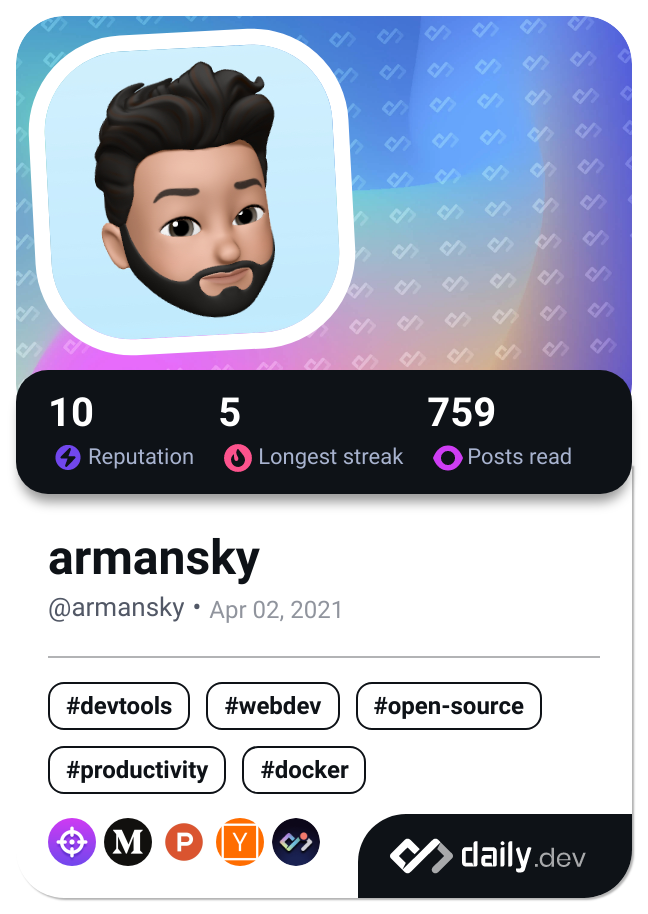 10 5 759
Reputation Longest streak Posts read
armansky
@armansky • Apr 02, 2021
#devtools #webdev #open-source
#productivity #docker
M P Y
daily.dev